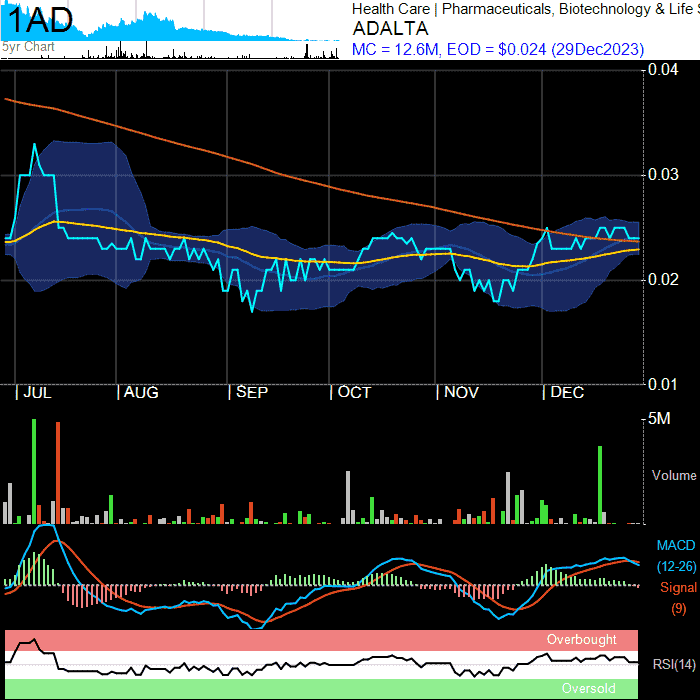 1AD
5yr Chart
Health Care | Pharmaceuticals, Biotechnology & Life S
ADALTA
MC = 12.6M, EOD = $0.024 (29Dec2023)
0.04
0.03
0.02
0.01
| JUL | AUG | SEP | OCT | NOV | DEC
5M
Volume
MACD
(12-26)
Signal
(9)
Overbought
RSI(14)
Oversold